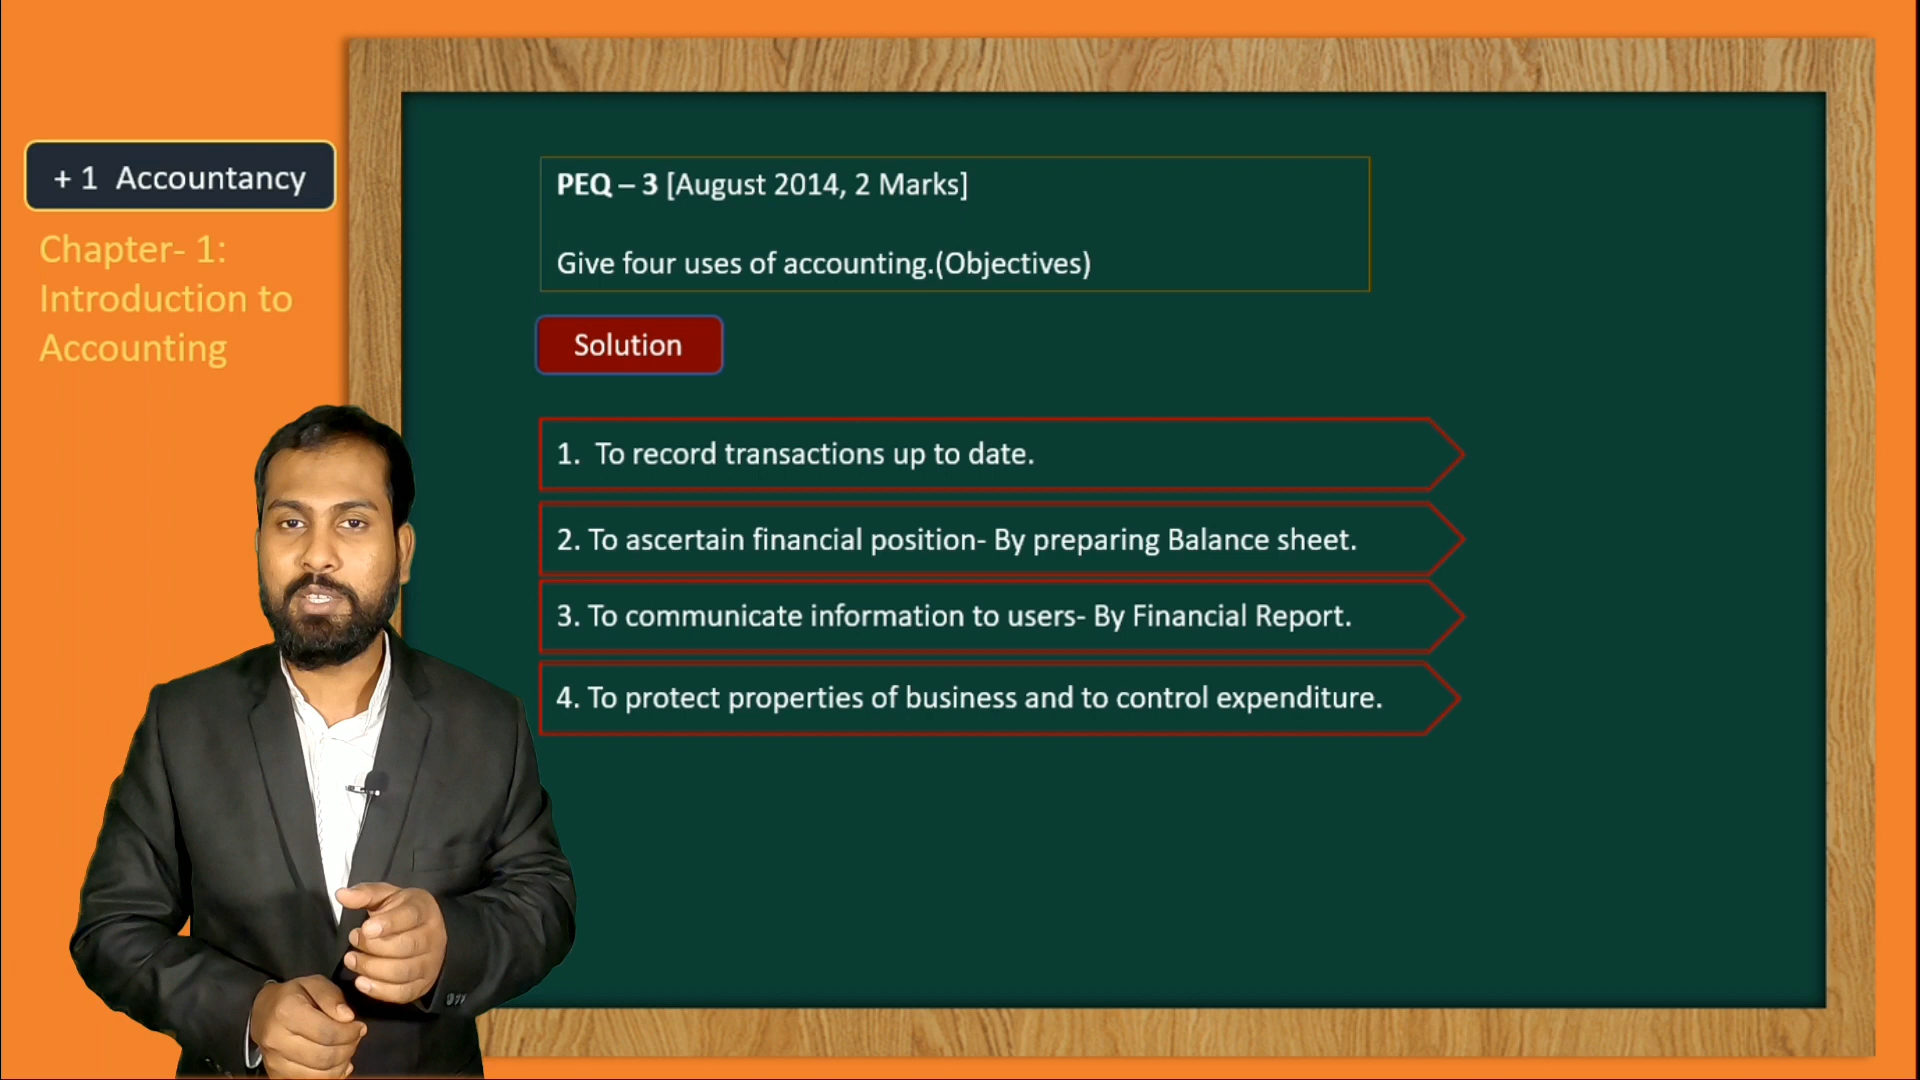 + 1 Accountancy
Chapter- 1:
Introduction to
Accounting
PEQ – 3 [August 2014, 2 Marks]
Give four uses of accounting.(Objectives)
Solution
1. To record transactions up to date.
2. To ascertain financial position- By preparing Balance sheet.
3. To communicate information to users- By Financial Report.
4. To protect properties of business and to control expenditure.